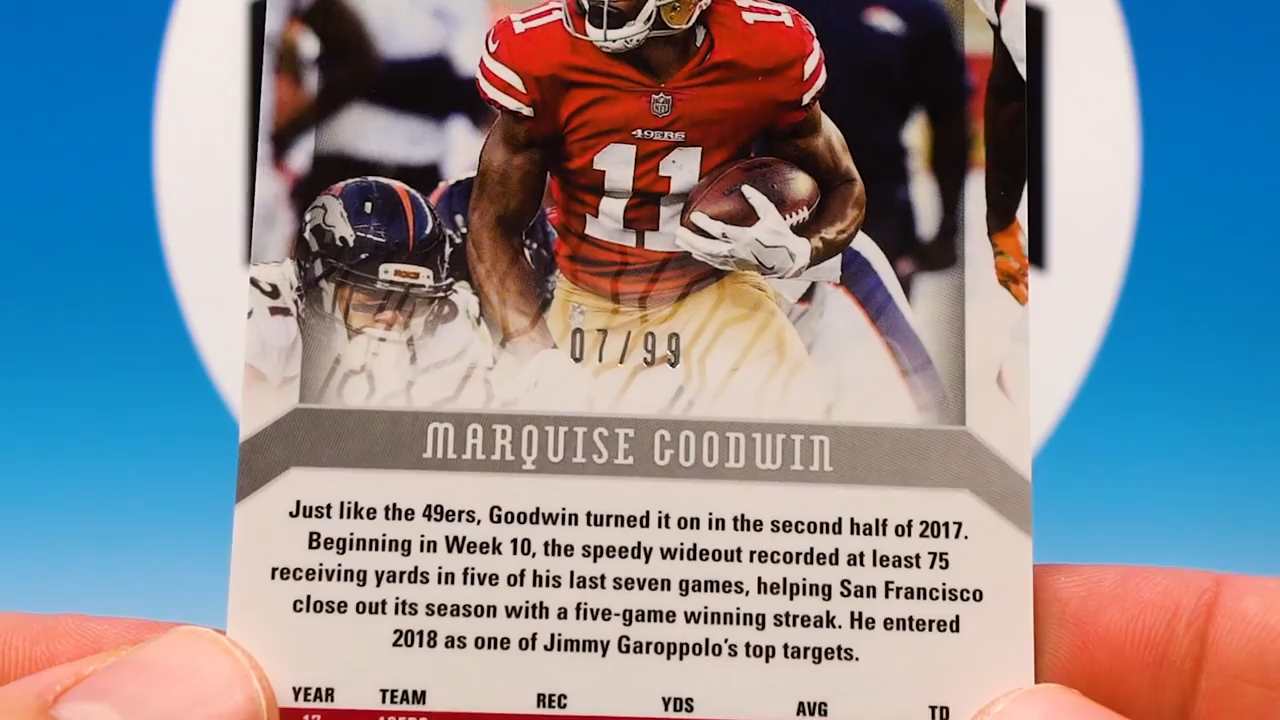 11 11
49ERS
11
07/99
MARQUISE GOODWIN
Just like the 49ers, Goodwin turned it on in the second half of 2017.
Beginning in Week 10, the speedy wideout recorded at least 75
receiving yards in five of his last seven games, helping San Francisco
close out its season with a five-game winning streak. He entered
2018 as one of Jimmy Garoppolo's top targets.
YEAR TEAM REC YDS AVG TD